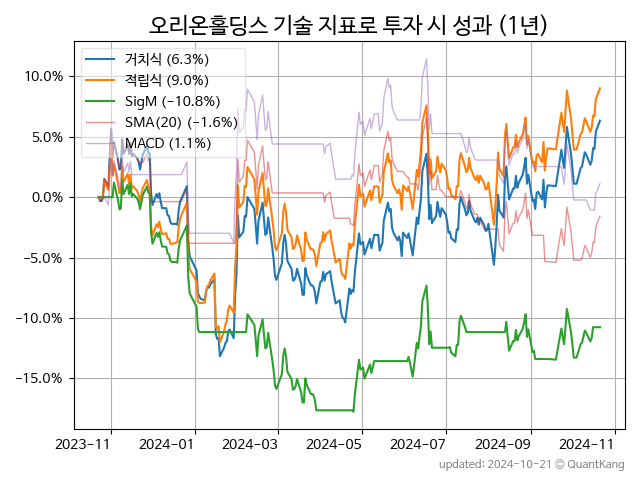 오리온홀딩스 기술 지표로 투자 시 성과 (1년)
거치식 (6.3%)
적립식 (9.0%)
SigM (−10.8%)
SMA(20) (−1.6%)
MACD (1.1%)
10.0%
5.0%
0.0%
−5.0%
−10.0%
−15.0%
2023-11 2024-01 2024-03 2024-05 2024-07 2024-09 2024-11
updated: 2024-10-21 © QuantKang